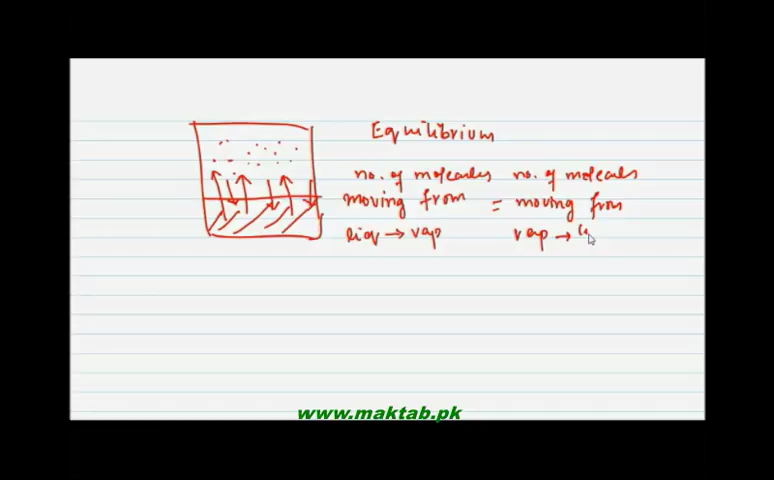 Equilibrium
no. of molecules no. of molecules
moving from = moving from
liq → vap vap →
www.maktab.pk